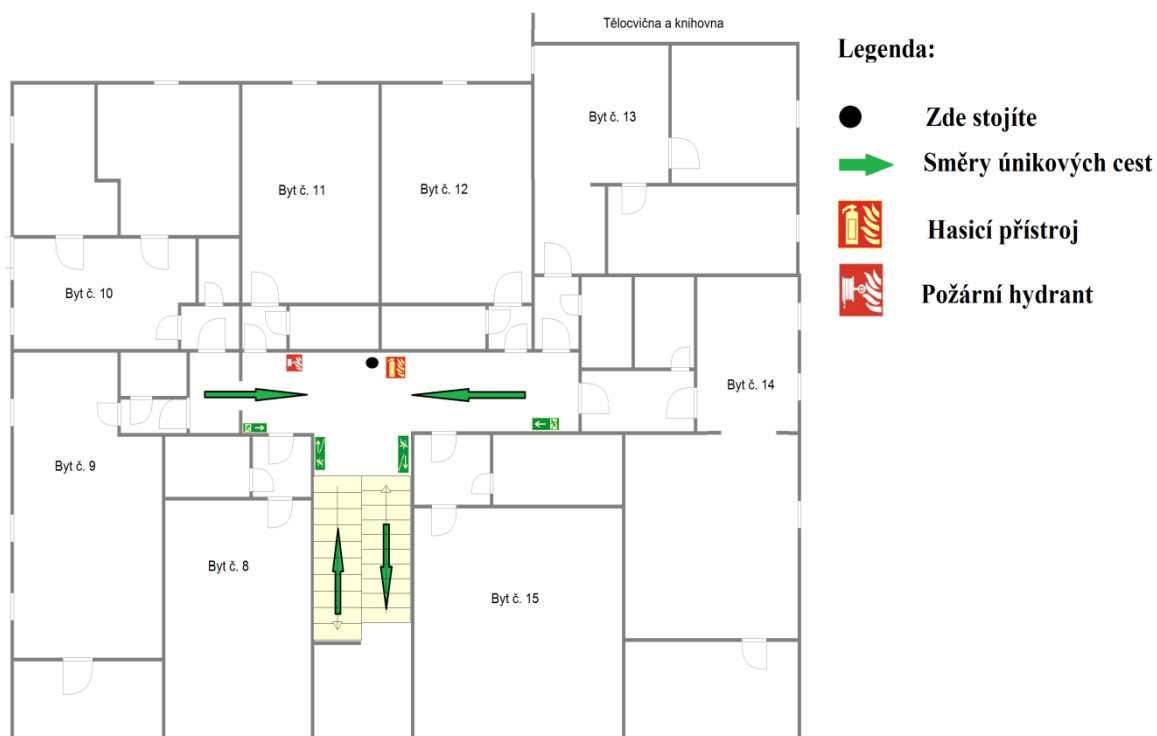 Tělocvična a knihovna
Legenda:
Zde stojíte
Směry únikových cest
Hasicí přístroj
Požární hydrant
Byt č. 13
Byt č. 11
Byt č. 12
Byt č. 10
Byt č. 14
Byt č. 9
Byt č. 8
Byt č. 15